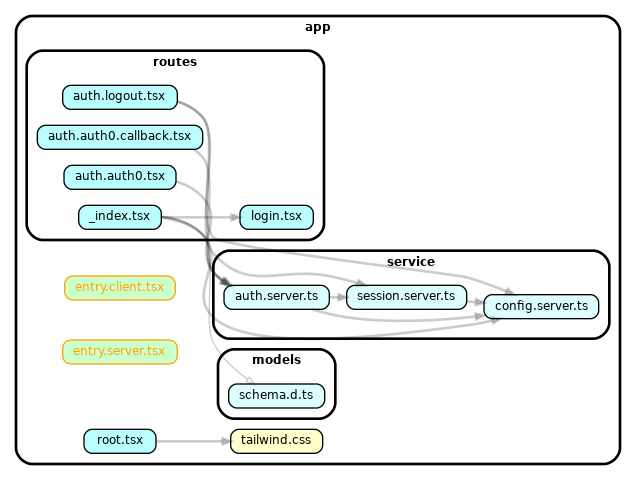 app
routes
auth.logout.tsx
auth.auth0.callback.tsx
auth.auth0.tsx
_index.tsx
login.tsx
service
entry.client.tsx
auth.server.ts
session.server.ts
config.server.ts
entry.server.tsx
models
schema.d.ts
root.tsx
tailwind.css